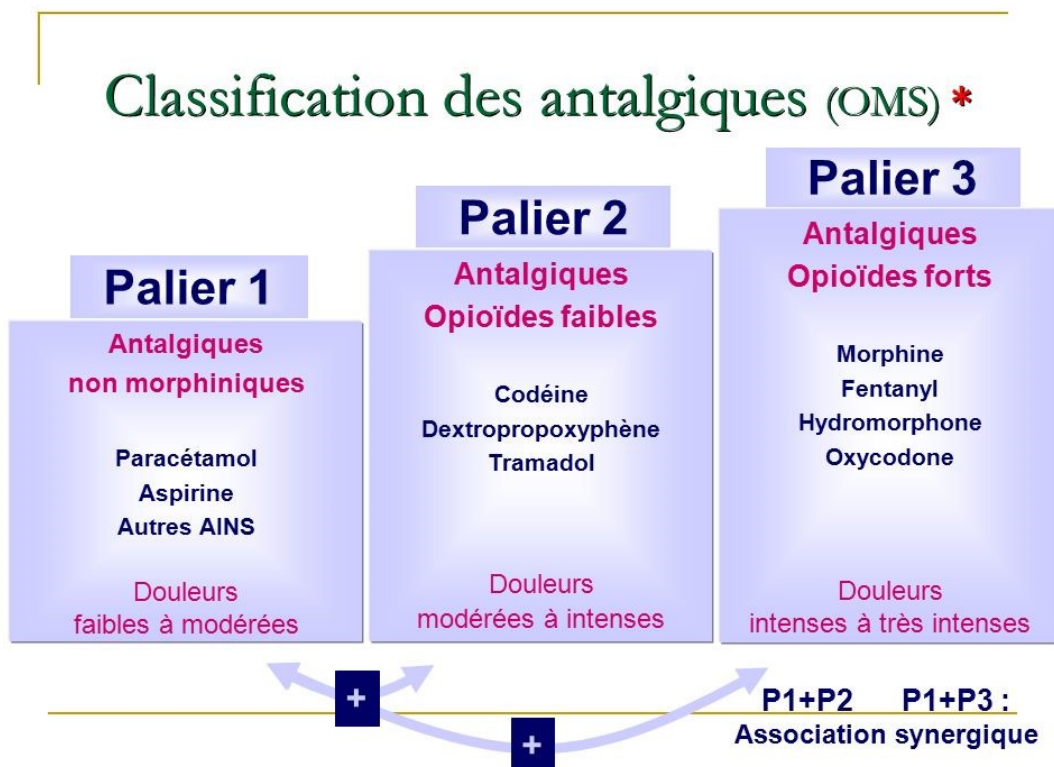 Classification des antalgiques (OMS) *
Palier 1
Antalgiques
non morphiniques
Paracétamol
Aspirine
Autres AINS
Douleurs
faibles à modérées
Palier 2
Antalgiques
Opioïdes faibles
Codéine
Dextropropoxyphène
Tramadol
Douleurs
modérées à intenses
Palier 3
Antalgiques
Opioïdes forts
Morphine
Fentanyl
Hydromorphone
Oxycodone
Douleurs
intenses à très intenses
+
+
P1+P2 P1+P3 :
Association synergique